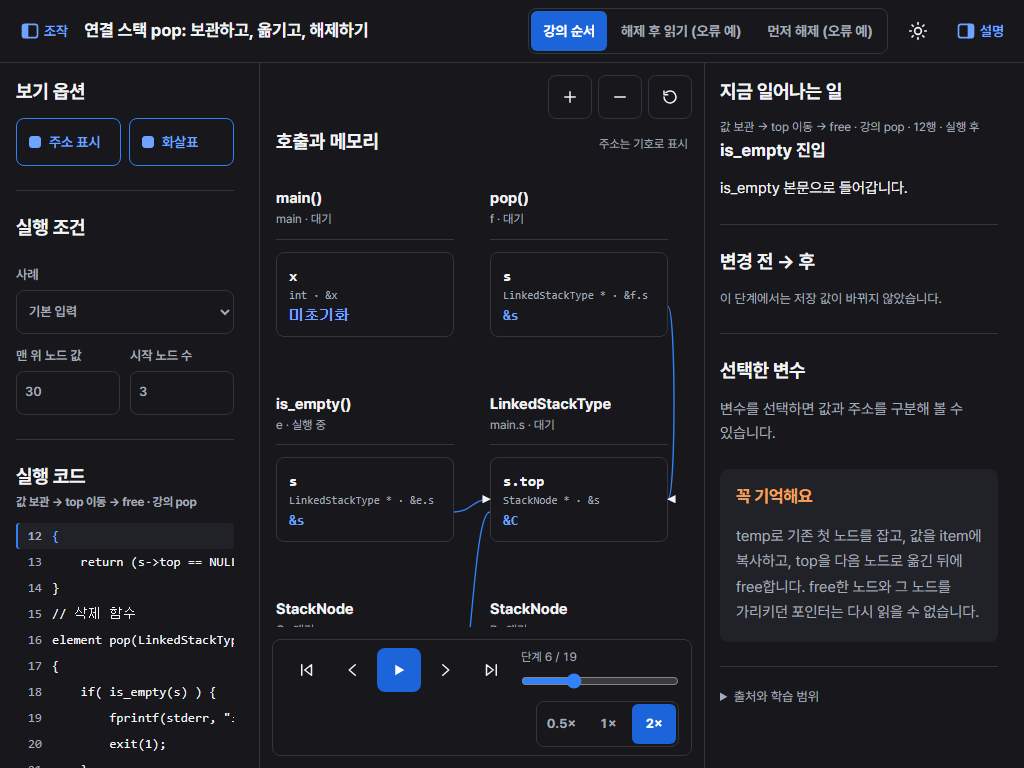 조작
연결 스택 pop: 보관하고, 옮기고, 해제하기
강의 순서
해제 후 읽기 (오류 예)
먼저 해제 (오류 예)
설명
보기 옵션
주소 표시
화살표
실행 조건
사례
기본 입력
맨 위 노드 값
시작 노드 수
30
3
실행 코드
값 보관 → top 이동 → free · 강의 pop
12 {
13 return (s->top == NULL
14 }
15 // 삭제 함수
16 element pop(LinkedStackTyp
17 {
18 if( is_empty(s) ) {
19 fprintf(stderr, "
20 exit(1);
호출과 메모리
주소는 기호로 표시
main()
main · 대기
x
int · &x
미초기화
pop()
f · 대기
s
LinkedStackType * · &f.s
&s
is_empty()
e · 실행 중
s
LinkedStackType * · &e.s
&s
LinkedStackType
main.s · 대기
s.top
StackNode * · &s
&C
StackNode
StackNode
단계 6 / 19
0.5×
1×
2×
지금 일어나는 일
값 보관 → top 이동 → free · 강의 pop · 12행 · 실행 후
is_empty 진입
is_empty 본문으로 들어갑니다.
변경 전 → 후
이 단계에서는 저장 값이 바뀌지 않았습니다.
선택한 변수
변수를 선택하면 값과 주소를 구분해 볼 수
있습니다.
꼭 기억해요
temp로 기존 첫 노드를 잡고, 값을 item에
복사하고, top을 다음 노드로 옮긴 뒤에
free합니다. free한 노드와 그 노드를
가리키던 포인터는 다시 읽을 수 없습니다.
출처와 학습 범위